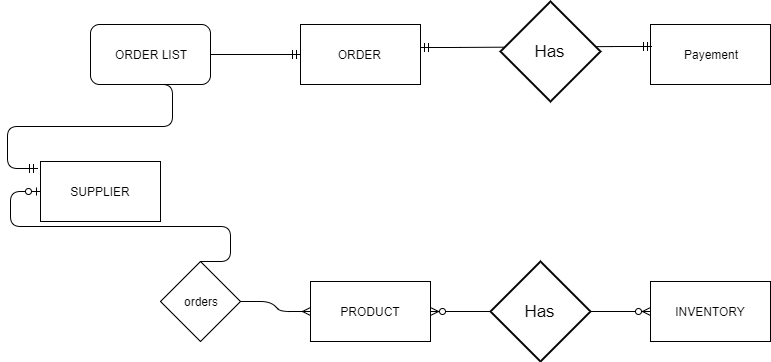 ORDER LIST
ORDER
Has
Payement
SUPPLIER
orders
PRODUCT
Has
INVENTORY